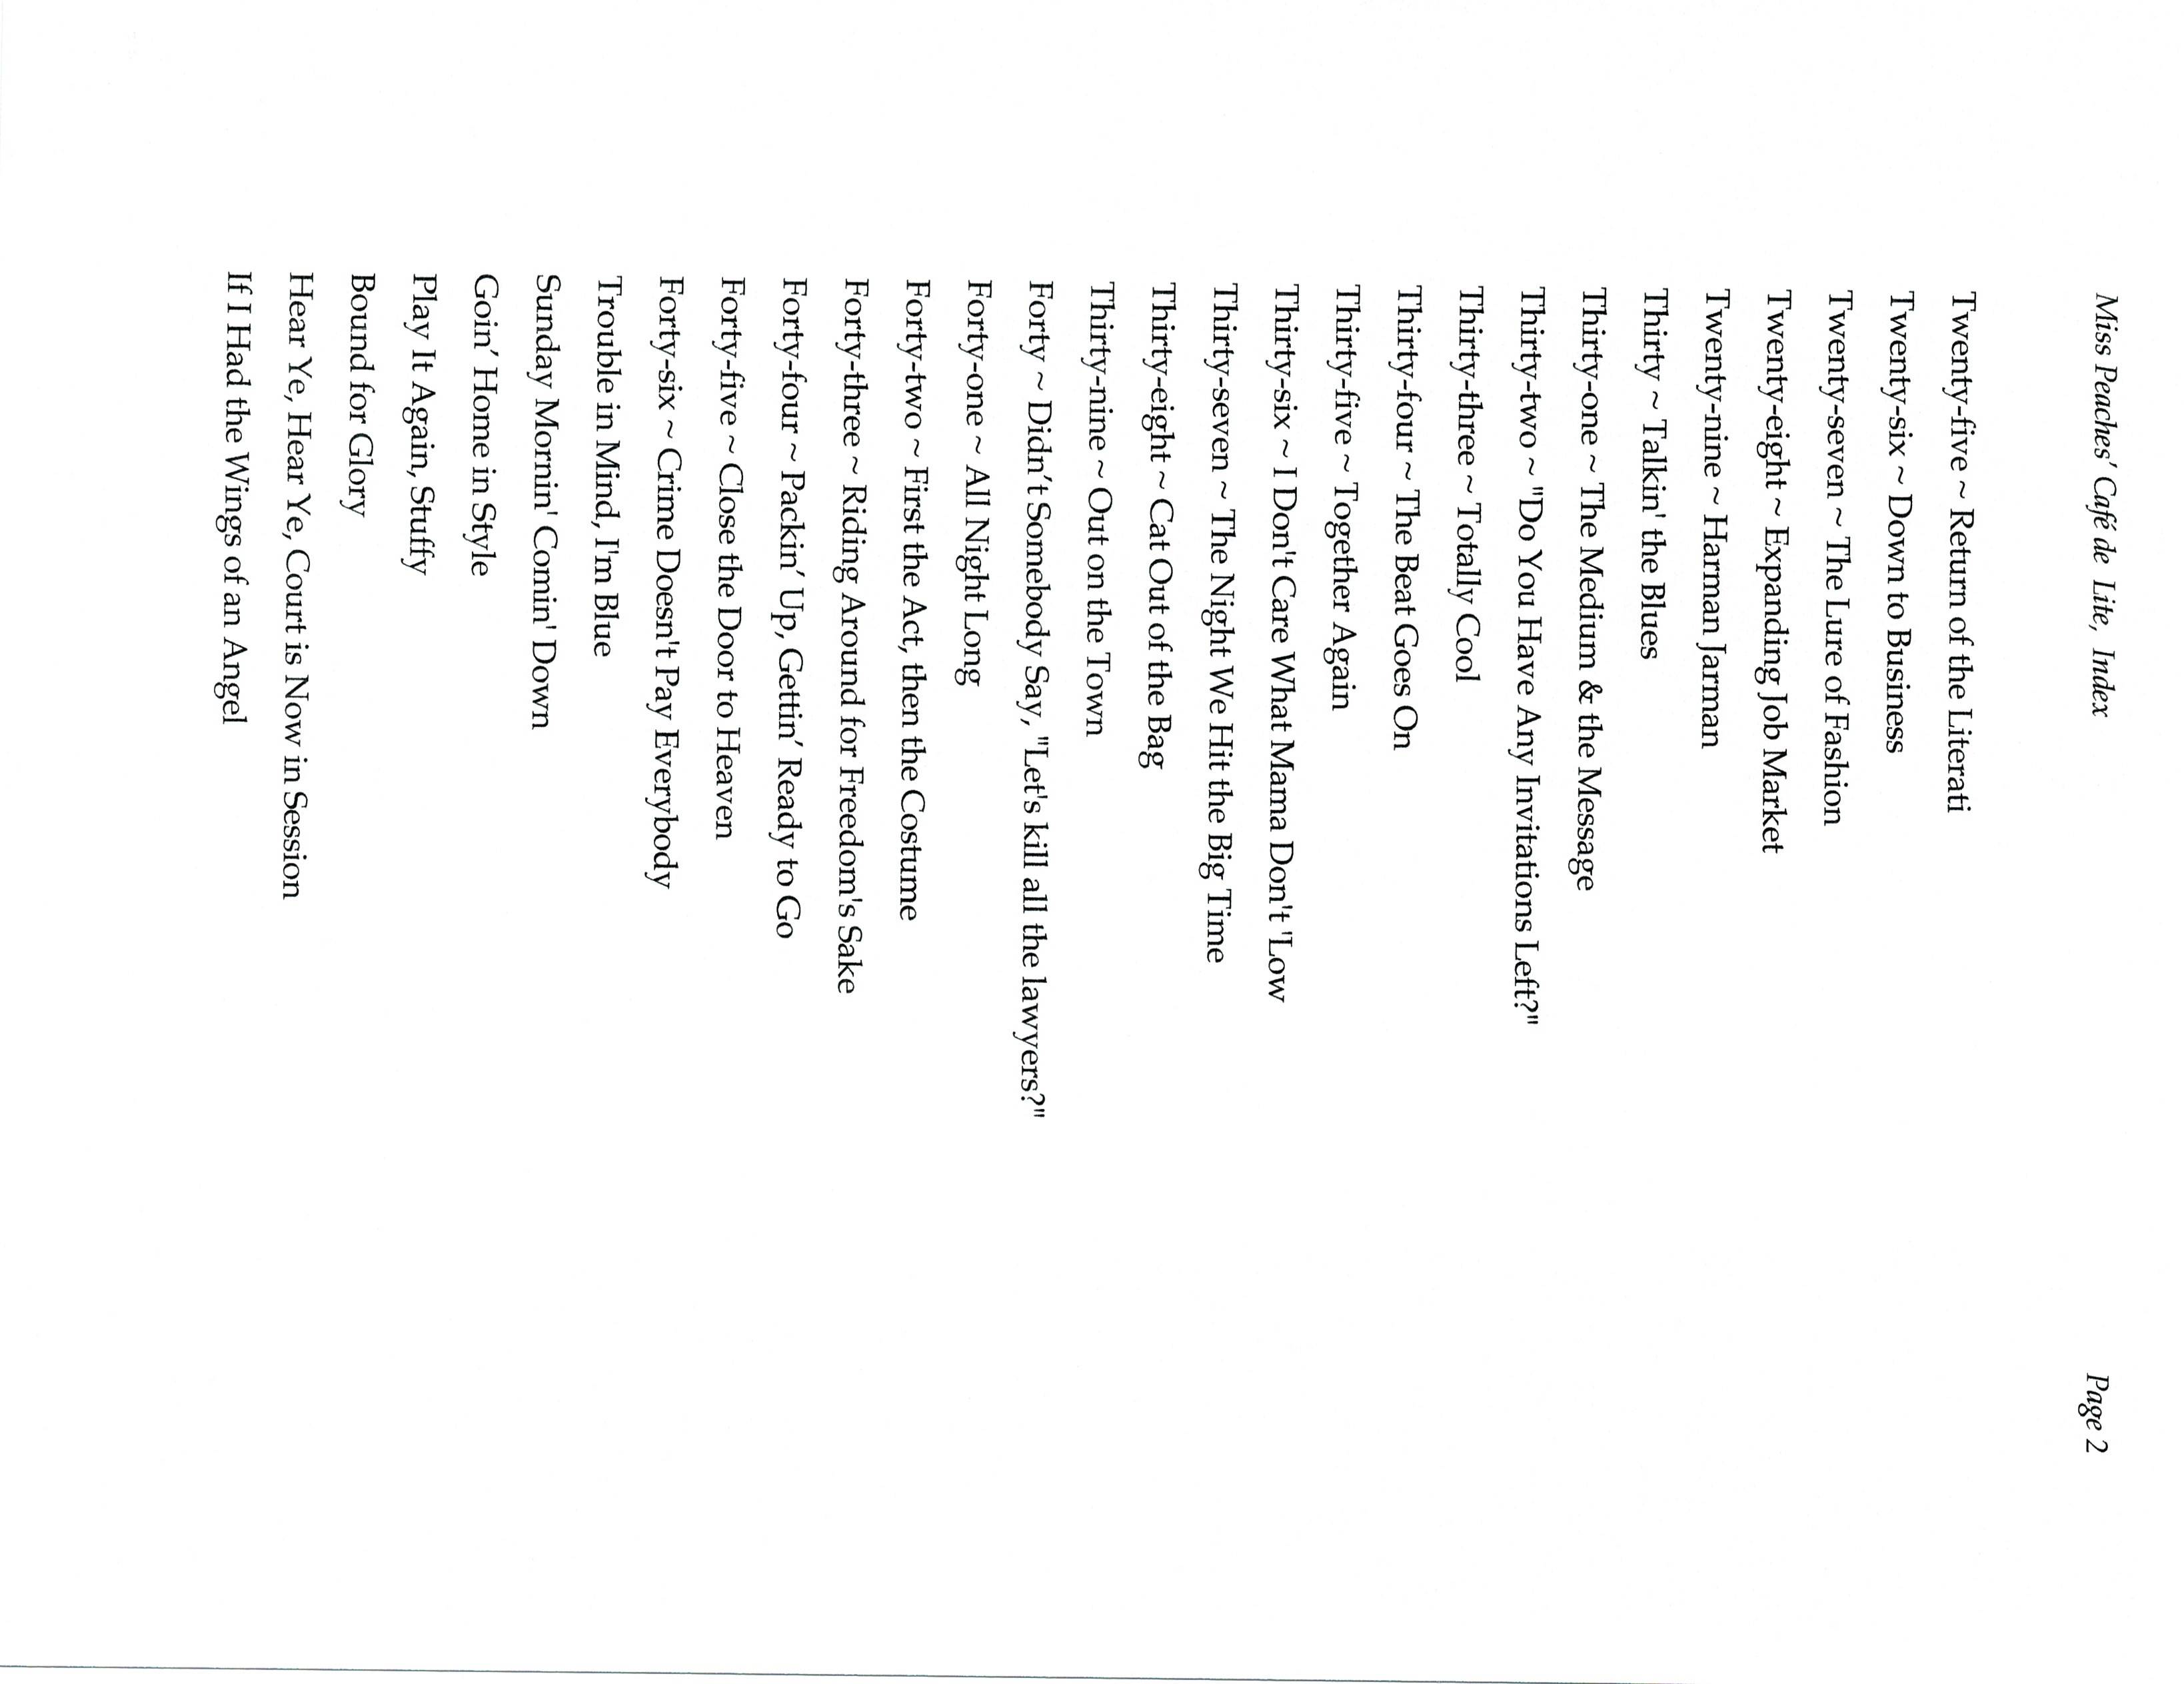 Miss Peaches' Café de Lite, Index Page 2
Twenty-five ~ Return of the Literati
Twenty-six ~ Down to Business
Twenty-seven ~ The Lure of Fashion
Twenty-eight ~ Expanding Job Market
Twenty-nine ~ Harman Jarman
Thirty ~ Talkin' the Blues
Thirty-one ~ The Medium & the Message
Thirty-two ~ "Do You Have Any Invitations Left?"
Thirty-three ~ Totally Cool
Thirty-four ~ The Beat Goes On
Thirty-five ~ Together Again
Thirty-six ~ I Don't Care What Mama Don't 'Low
Thirty-seven ~ The Night We Hit the Big Time
Thirty-eight ~ Cat Out of the Bag
Thirty-nine ~ Out on the Town
Forty ~ Didn't Somebody Say, "Let's kill all the lawyers?"
Forty-one ~ All Night Long
Forty-two ~ First the Act, then the Costume
Forty-three ~ Riding Around for Freedom's Sake
Forty-four ~ Packin' Up, Gettin' Ready to Go
Forty-five ~ Close the Door to Heaven
Forty-six ~ Crime Doesn't Pay Everybody
Trouble in Mind, I'm Blue
Sunday Mornin' Comin' Down
Goin' Home in Style
Play It Again, Stuffy
Bound for Glory
Hear Ye, Hear Ye, Court is Now in Session
If I Had the Wings of an Angel